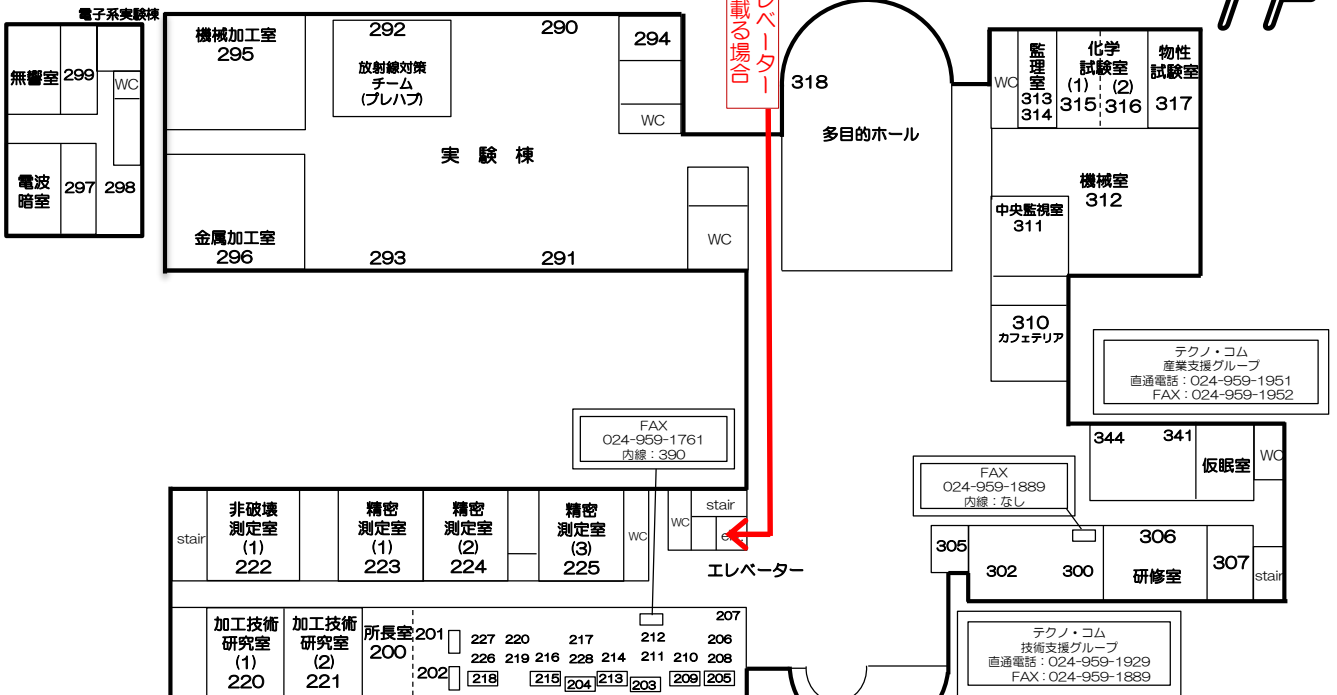 電子系実験棟
無響室
299
WC
電波
暗室
297
298
機械加工室
295
292
放射線対策
チーム
(プレハブ)
290
294
WC
実験棟
金属加工室
296
293
291
WC
レベーター
載る場合
318
多目的ホール
WC
監理室
313
314
化学
試験室
(1)
(2)
315
316
物性
試験室
317
機械室
312
中央監視室
311
310
カフェテリア
テクノ・コム
産業支援グループ
直通電話:024-959-1951
FAX:024-959-1952
FAX
024-959-1761
内線:390
FAX
024-959-1889
内線:なし
344
341
仮眠室
WC
stair
非破壊
測定室
(1)
222
精密
測定室
(1)
223
精密
測定室
(2)
224
精密
測定室
(3)
225
WC
WC
stair
エレベーター
305
302
300
306
研修室
307
stair
加工技術
研究室
(1)
220
加工技術
研究室
(2)
221
所長室
200
201
202
207
227 220 217 212 206
226 219 216 228 214 211 210 208
218 215 204 213 203 209 205
テクノ・コム
技術支援グループ
直通電話:024-959-1929
FAX:024-959-1889